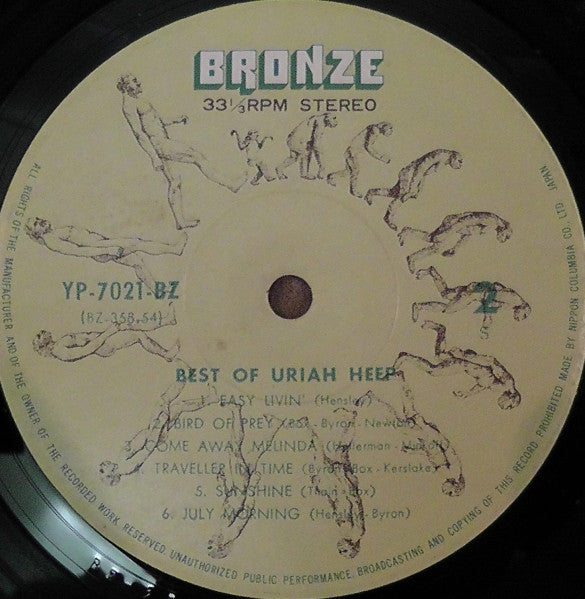 BRONZE
33⅓RPM STEREO
YP-7021-BZ
(BZ-358,54)
2
S
BEST OF URIAH HEEP
1. EASY LIVIN' (Hensley)
2. BIRD OF PREY (Box-Byron-Newton)
COME AWAY MELINDA (Hellerman-Minkoff)
4. TRAVELLER IN TIME (Byron-Box-Kerslake)
5. SUNSHINE (Thain-Box)
6. JULY MORNING (Hensley-Byron)
ALL RIGHTS OF THE MANUFACTURER AND OF THE OWNER OF THE RECORDED WORK RESERVED. UNAUTHORIZED PUBLIC PERFORMANCE, BROADCASTING AND COPYING OF THIS RECORD PROHIBITED MADE BY NIPPON COLUMBIA CO., LTD. JAPAN